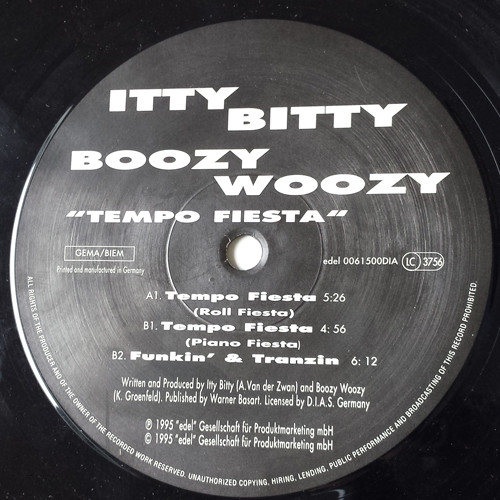 ITTY
BITTY
BOOZY
WOOZY
"TEMPO FIESTA"
GEMA/BIEM
Printed and manufactured in Germany
edel 0061500DIA LC 3756
A1. Tempo Fiesta 5:26
(Roll Fiesta)
B1. Tempo Fiesta 4:56
(Piano Fiesta)
B2. Funkin' & Tranzin 6:12
Written and Produced by Itty Bitty (A.Van der Zwan) and Boozy Woozy
(K. Groenfeld). Published by Warner Basart. Licensed by D.I.A.S. Germany
℗ 1995 "edel" Gesellschaft für Produktmarketing mbH
© 1995 "edel" Gesellschaft für Produktmarketing mbH
ALL RIGHTS OF THE PRODUCER AND OF THE OWNER OF THE RECORDED WORK RESERVED. UNAUTHORIZED COPYING, HIRING, LENDING, PUBLIC PERFORMANCE AND BROADCASTING OF THIS RECORD PROHIBITED.